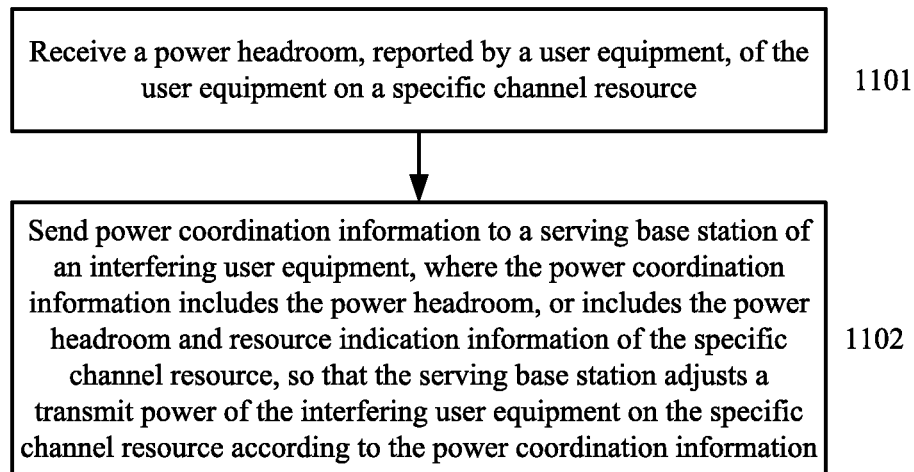 Receive a power headroom, reported by a user equipment, of the
user equipment on a specific channel resource
1101
Send power coordination information to a serving base station of
an interfering user equipment, where the power coordination
information includes the power headroom, or includes the power
headroom and resource indication information of the specific
channel resource, so that the serving base station adjusts a
transmit power of the interfering user equipment on the specific
channel resource according to the power coordination information
1102